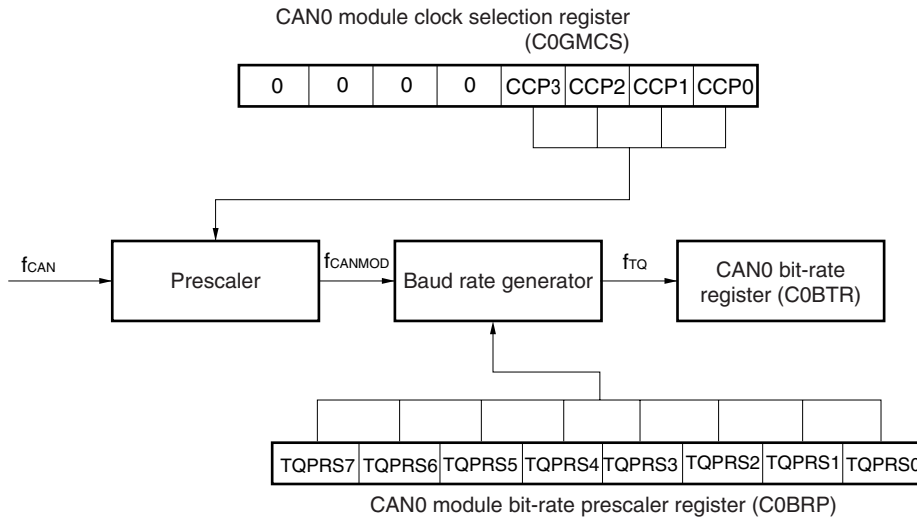 CAN0 module clock selection register
(C0GMCS)
0 0 0 0 CCP3 CCP2 CCP1 CCP0
fCAN
Prescaler
fCANMOD
Baud rate generator
fTQ
CAN0 bit-rate
register (C0BTR)
TQPRS7 TQPRS6 TQPRS5 TQPRS4 TQPRS3 TQPRS2 TQPRS1 TQPRS0
CAN0 module bit-rate prescaler register (C0BRP)